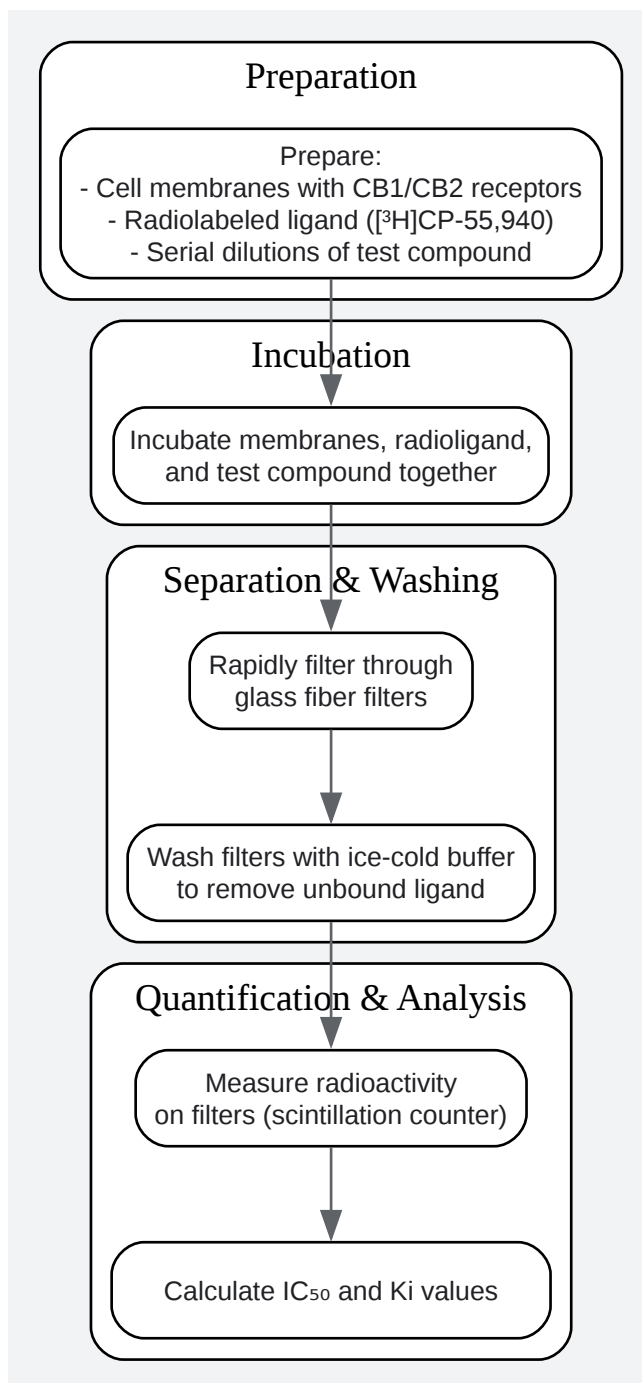 Preparation
Prepare:
- Cell membranes with CB1/CB2 receptors
- Radiolabeled ligand ([³H]CP-55,940)
- Serial dilutions of test compound
Incubation
Incubate membranes, radioligand,
and test compound together
Separation & Washing
Rapidly filter through
glass fiber filters
Wash filters with ice-cold buffer
to remove unbound ligand
Quantification & Analysis
Measure radioactivity
on filters (scintillation counter)
Calculate IC₅₀ and Ki values